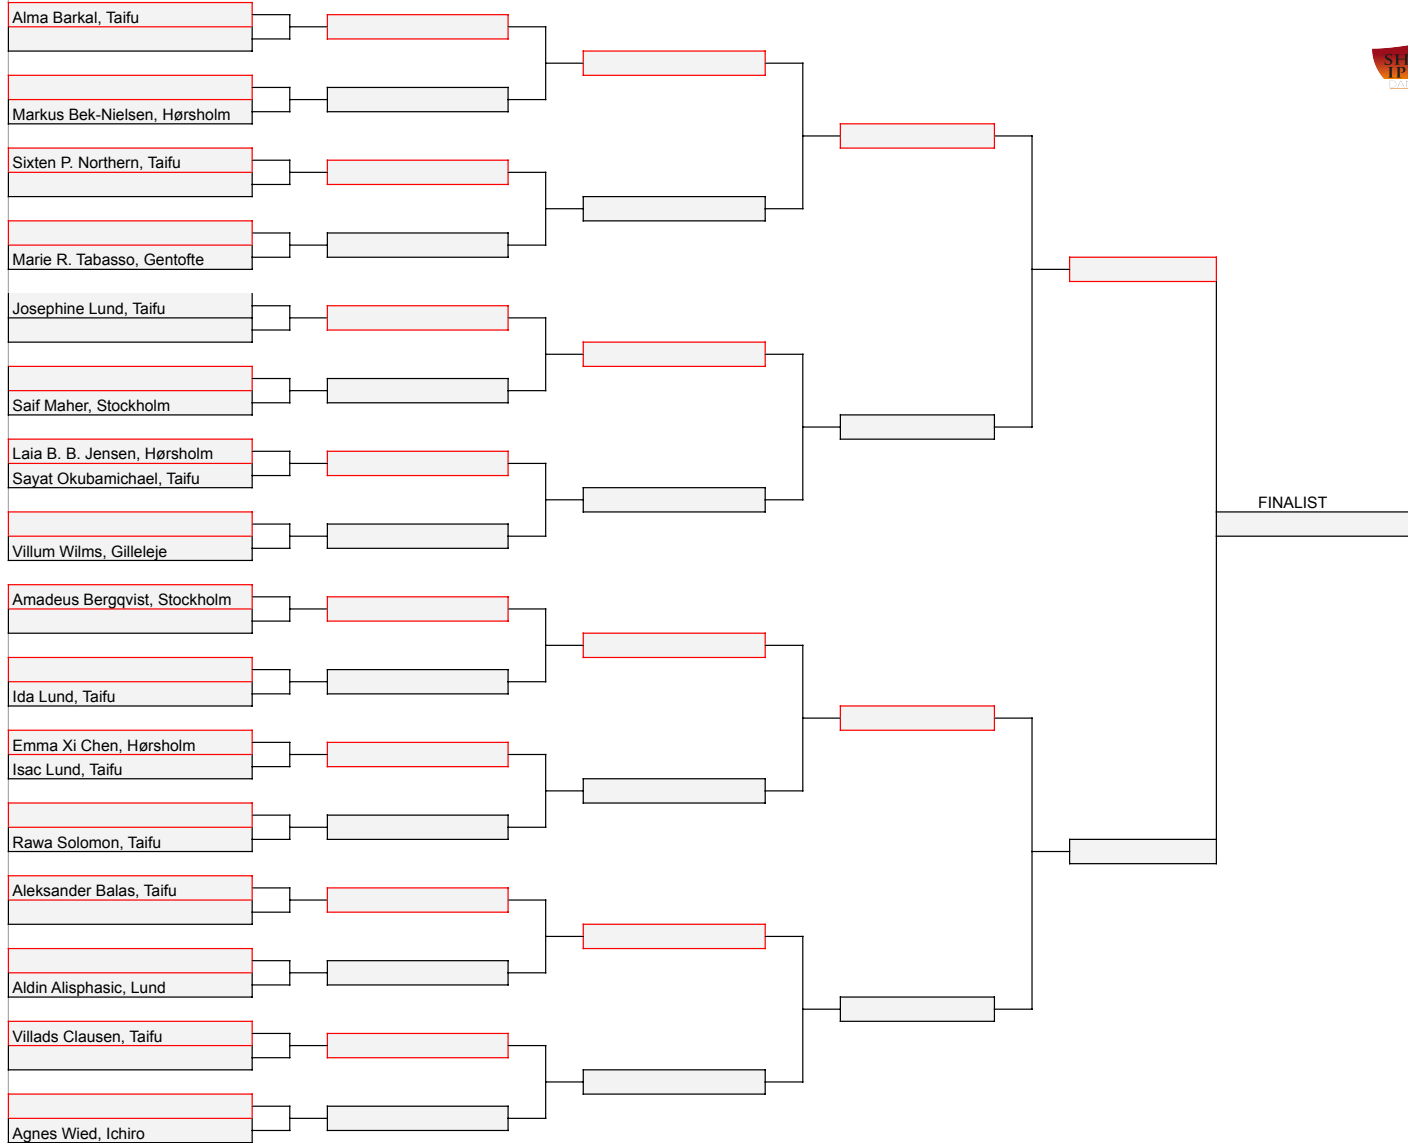 Alma Barkal, Taifu
Markus Bek-Nielsen, Hørsholm
Sixten P. Northern, Taifu
Marie R. Tabasso, Gentofte
Josephine Lund, Taifu
Saif Maher, Stockholm
Laia B. B. Jensen, Hørsholm
Sayat Okubamichael, Taifu
Villum Wilms, Gilleleje
Amadeus Bergqvist, Stockholm
Ida Lund, Taifu
Emma Xi Chen, Hørsholm
Isac Lund, Taifu
Rawa Solomon, Taifu
Aleksander Balas, Taifu
Aldin Alisphasic, Lund
Villads Clausen, Taifu
Agnes Wied, Ichiro
FINALIST
SH
IP